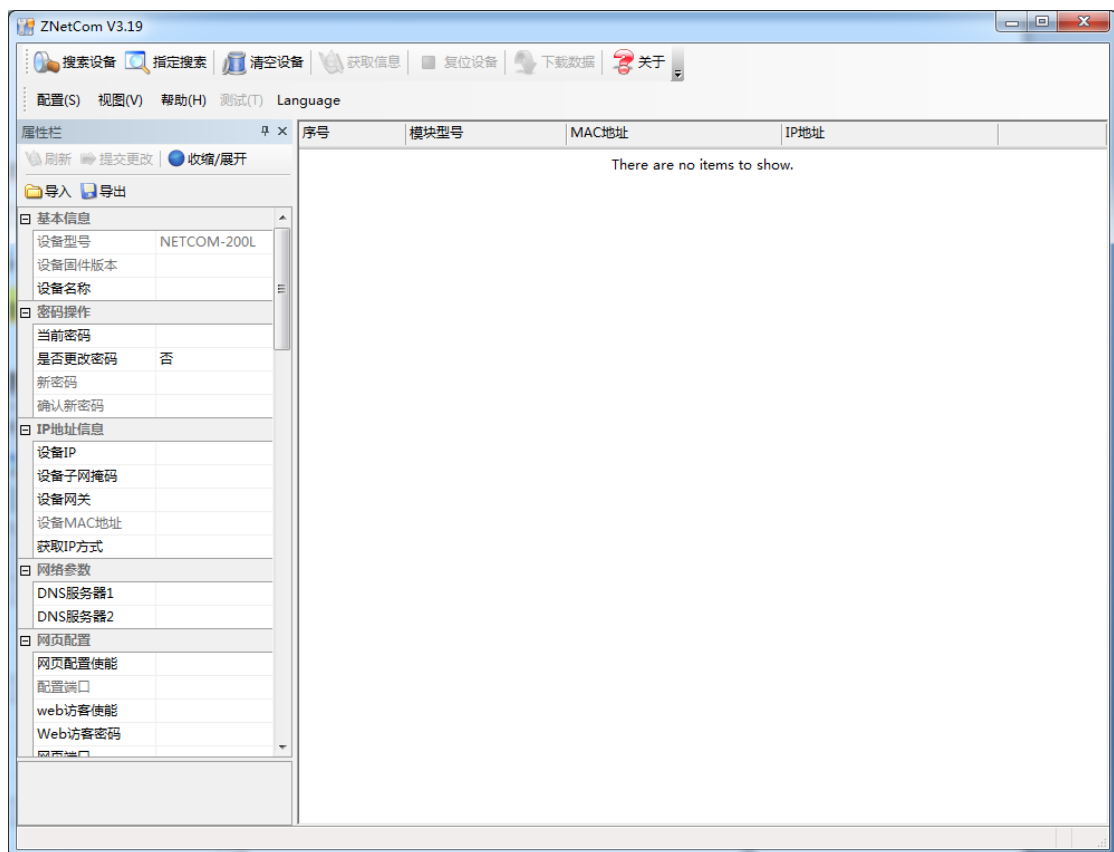 ZNetCom V3.19
搜索设备 指定搜索 清空设备 获取信息 复位设备 下载数据 关于
配置(S) 视图(V) 帮助(H) 测试(T) Language
属性栏
序号 模块型号 MAC地址 IP地址
刷新 提交更改 收缩/展开
There are no items to show.
导入 导出
基本信息
设备型号 NETCOM-200L
设备固件版本
设备名称
密码操作
当前密码
是否更改密码 否
新密码
确认新密码
IP地址信息
设备IP
设备子网掩码
设备网关
设备MAC地址
获取IP方式
网络参数
DNS服务器1
DNS服务器2
网页配置
网页配置使能
配置端口
web访客使能
Web访客密码
网页端口